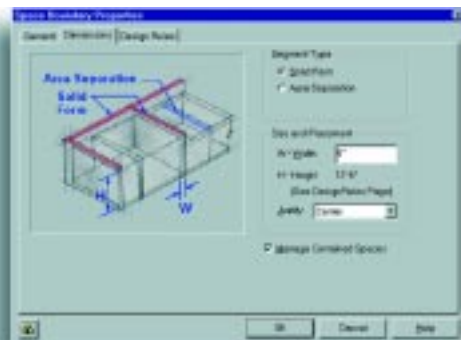 Space Boundary Properties
General Dimensions Design Rules
Area Separation
Solid
Form
H
W
Segment Type
Solid Form
Area Separation
Size and Placement
W - Width: 6"
H - Height:
(See Design Rules Page)
Justify: Center
Manage Contained Spaces
OK Cancel Help